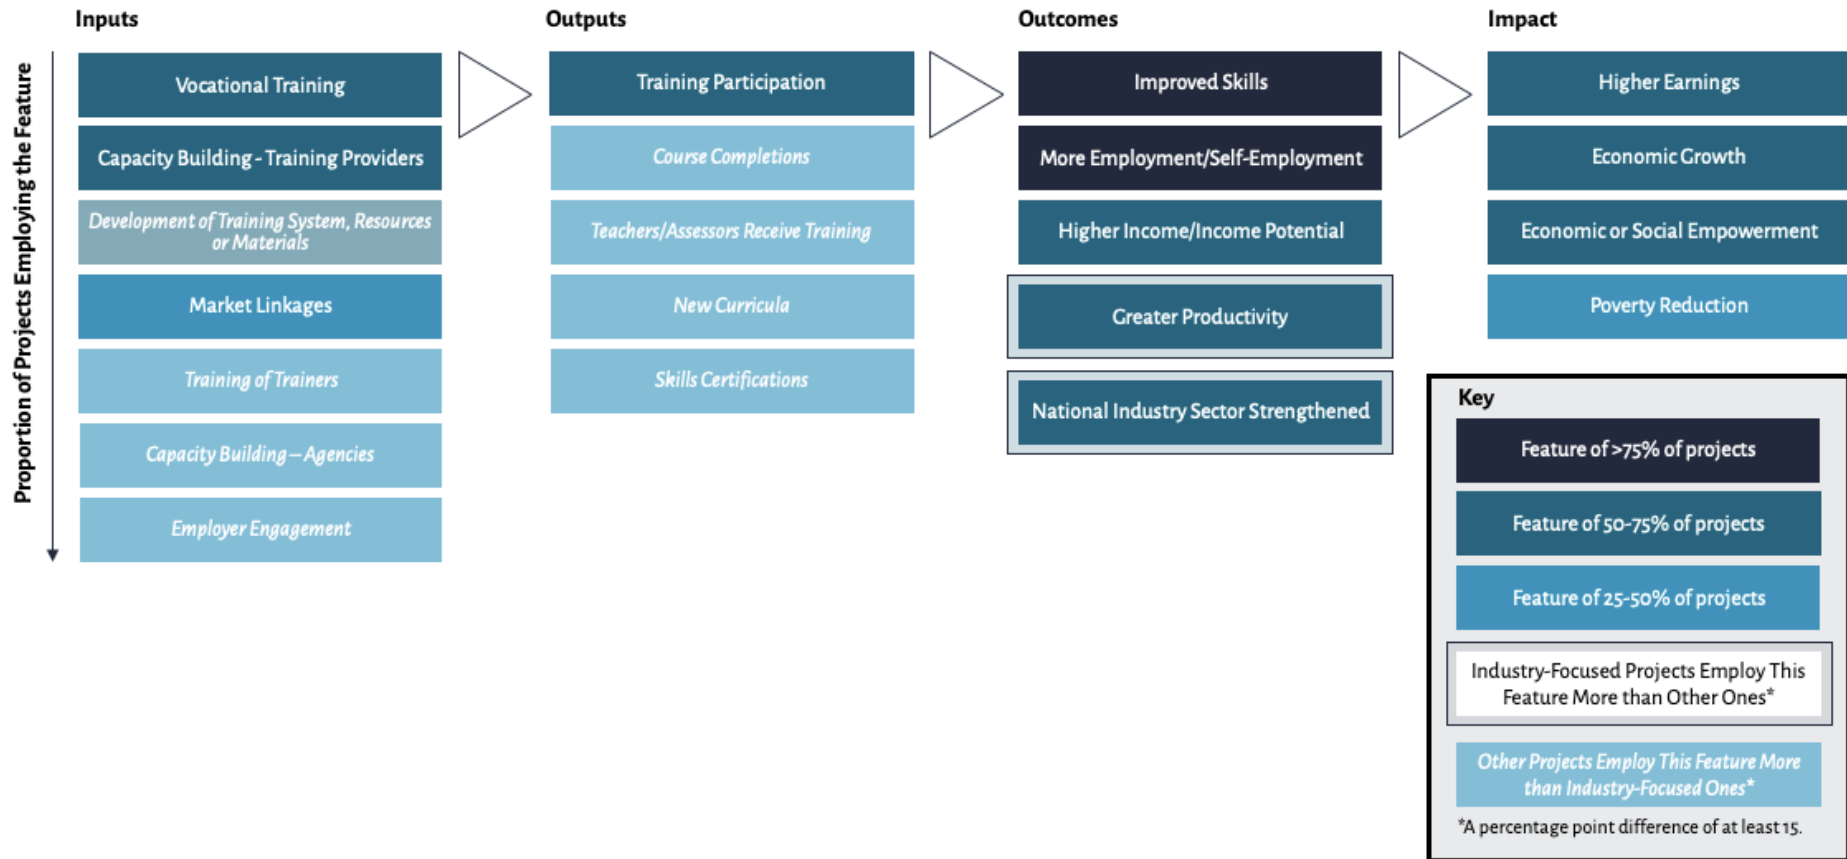 Proportion of Projects Employing the Feature
Inputs
Vocational Training
Capacity Building - Training Providers
Development of Training System, Resources
or Materials
Market Linkages
Training of Trainers
Capacity Building – Agencies
Employer Engagement
Outputs
Training Participation
Course Completions
Teachers/Assessors Receive Training
New Curricula
Skills Certifications
Outcomes
Improved Skills
More Employment/Self-Employment
Higher Income/Income Potential
Greater Productivity
National Industry Sector Strengthened
Impact
Higher Earnings
Economic Growth
Economic or Social Empowerment
Poverty Reduction
Key
Feature of >75% of projects
Feature of 50-75% of projects
Feature of 25-50% of projects
Industry-Focused Projects Employ This
Feature More than Other Ones*
Other Projects Employ This Feature More
than Industry-Focused Ones*
*A percentage point difference of at least 15.